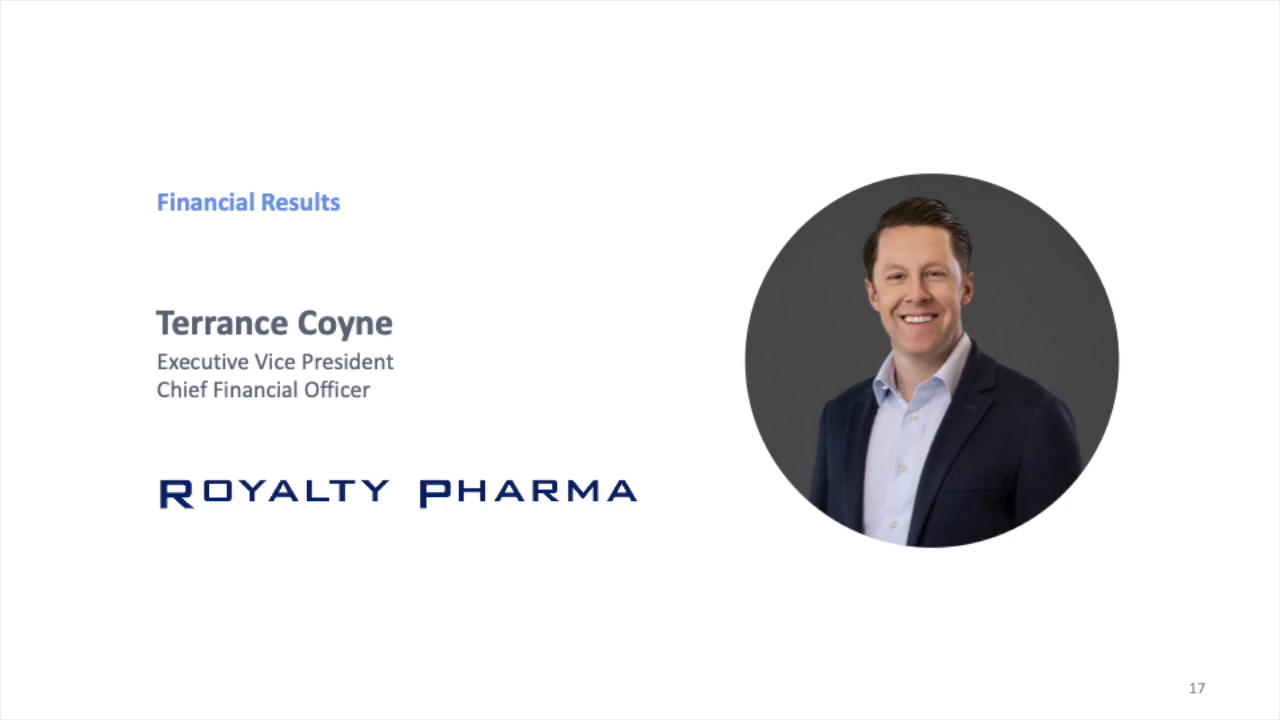 Financial Results
Terrance Coyne
Executive Vice President
Chief Financial Officer
ROYALTY PHARMA
17